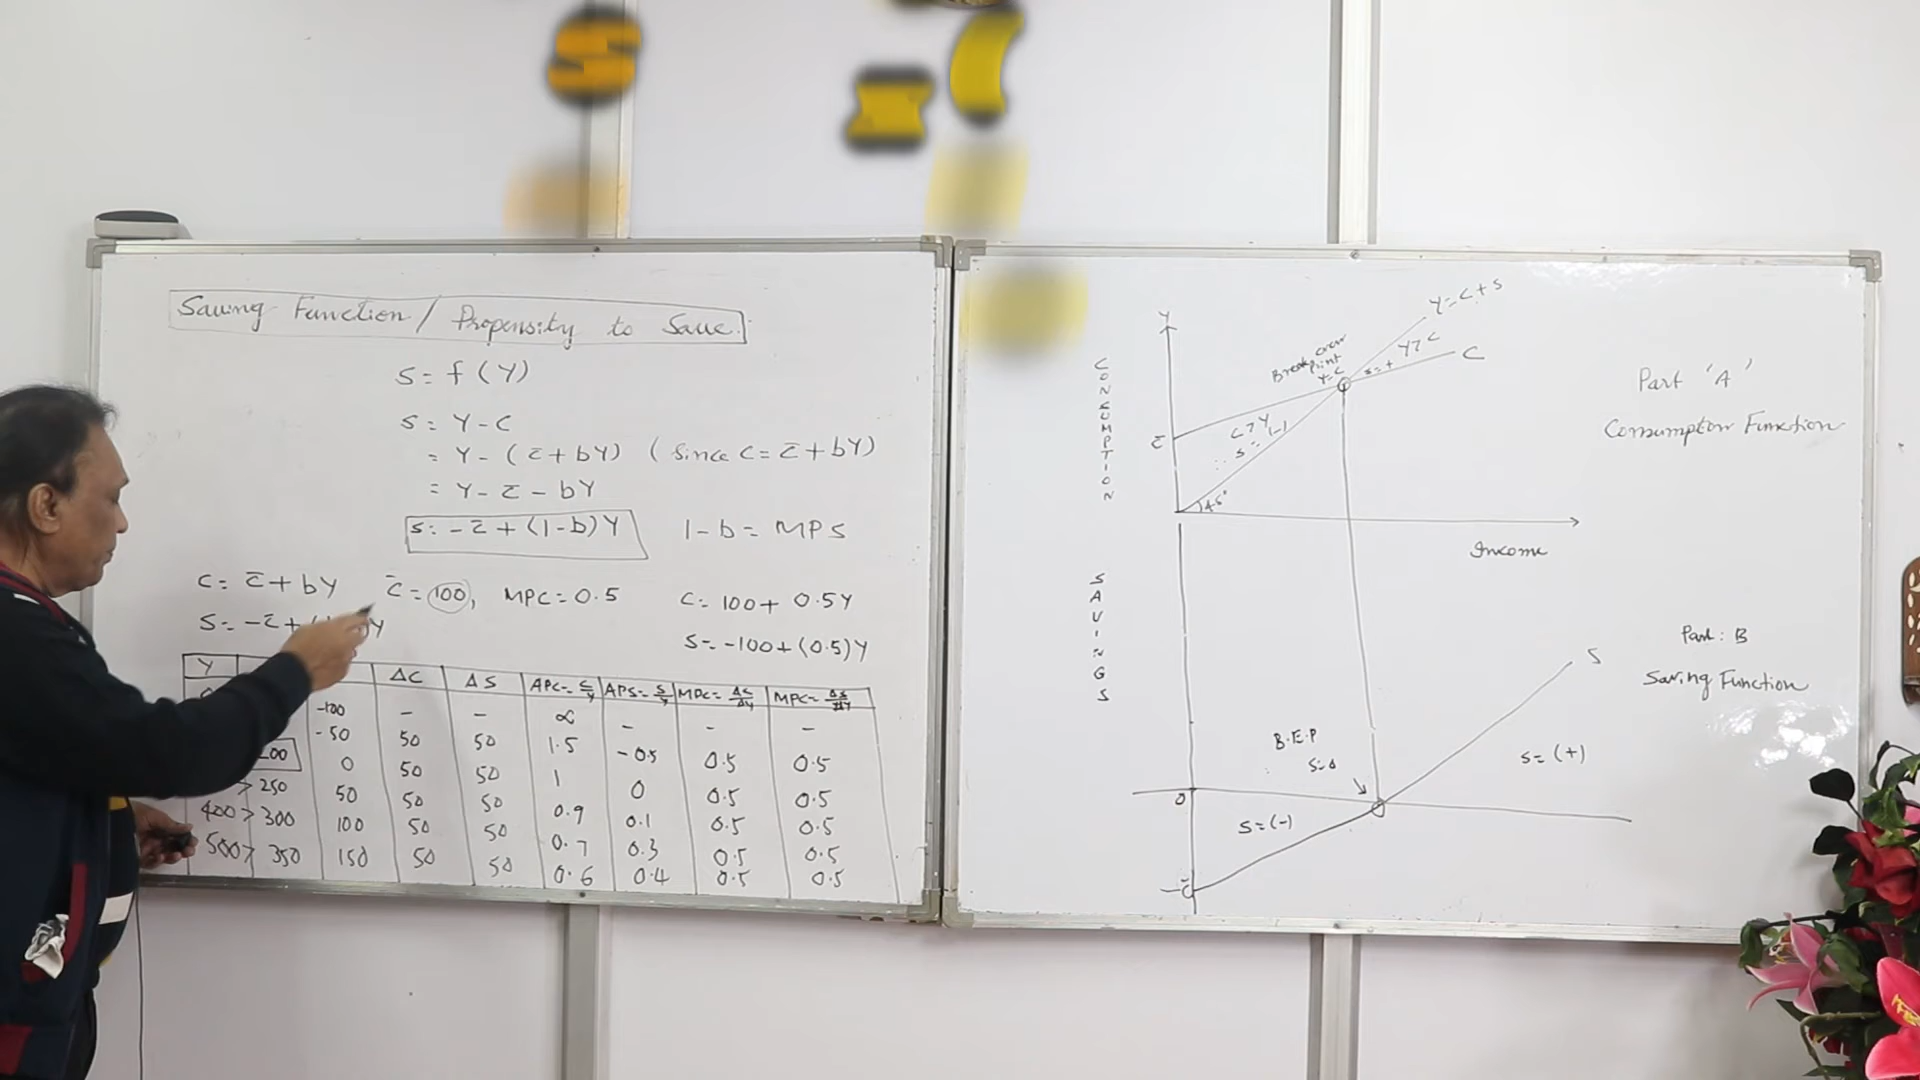 Saving Function / Propensity to Save.
S = f (Y)
S = Y - C
= Y - (c̄ + bY) (Since C = c̄ + bY)
= Y - c̄ - bY
S = - c̄ + (1-b) Y 1-b = MPS
C = c̄ + bY c̄ = 100, MPC = 0.5 C = 100 + 0.5Y
S = - c̄ + Y S = -100 + (0.5)Y
Y ΔC ΔS APC = C/Y APS = S/Y MPC = ΔC/ΔY MPC = ΔS/ΔY
-100 - - ∝ - - -
-50 50 50 1.5 -0.5 0.5 0.5
200 0 50 50 1 0 0.5 0.5
> 250 50 50 50 0.9 0.1 0.5 0.5
400 > 300 100 50 50 0.7 0.3 0.5 0.5
500 > 350 150 50 50 0.6 0.4 0.5 0.5
CONSUMPTION
Y
Y = C + S
Break even point
Y = C
Y > C
S = +
C
c̄
C > Y
∴ S = (-)
45°
Income
Part 'A'
Consumption Function
SAVINGS
S
Part : B
Saving Function
B.E.P
S = 0
S = (+)
0
S = (-)
-c̄